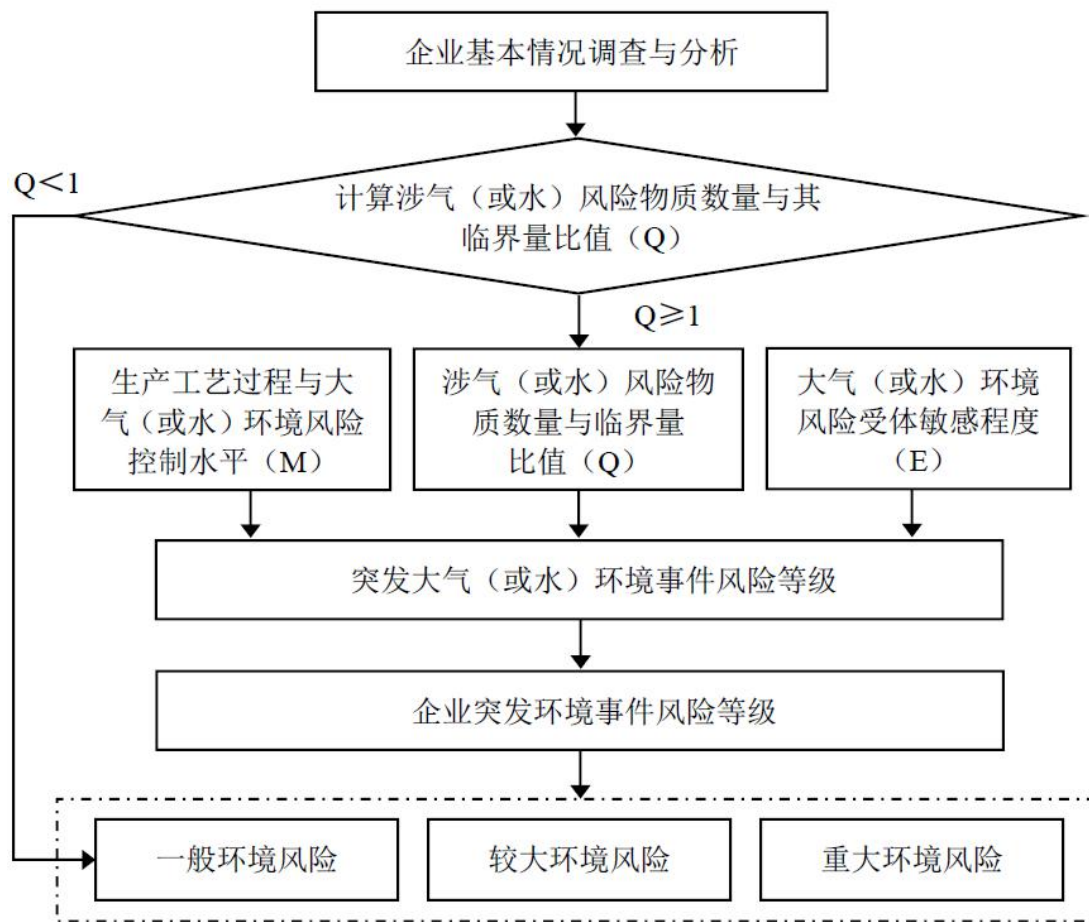 企业基本情况调查与分析
Q＜1
计算涉气（或水）风险物质数量与其
临界量比值（Q）
Q≥1
生产工艺过程与大
气（或水）环境风险
控制水平（M）
涉气（或水）风险物
质数量与临界量
比值（Q）
大气（或水）环境
风险受体敏感程度
（E）
突发大气（或水）环境事件风险等级
企业突发环境事件风险等级
一般环境风险
较大环境风险
重大环境风险